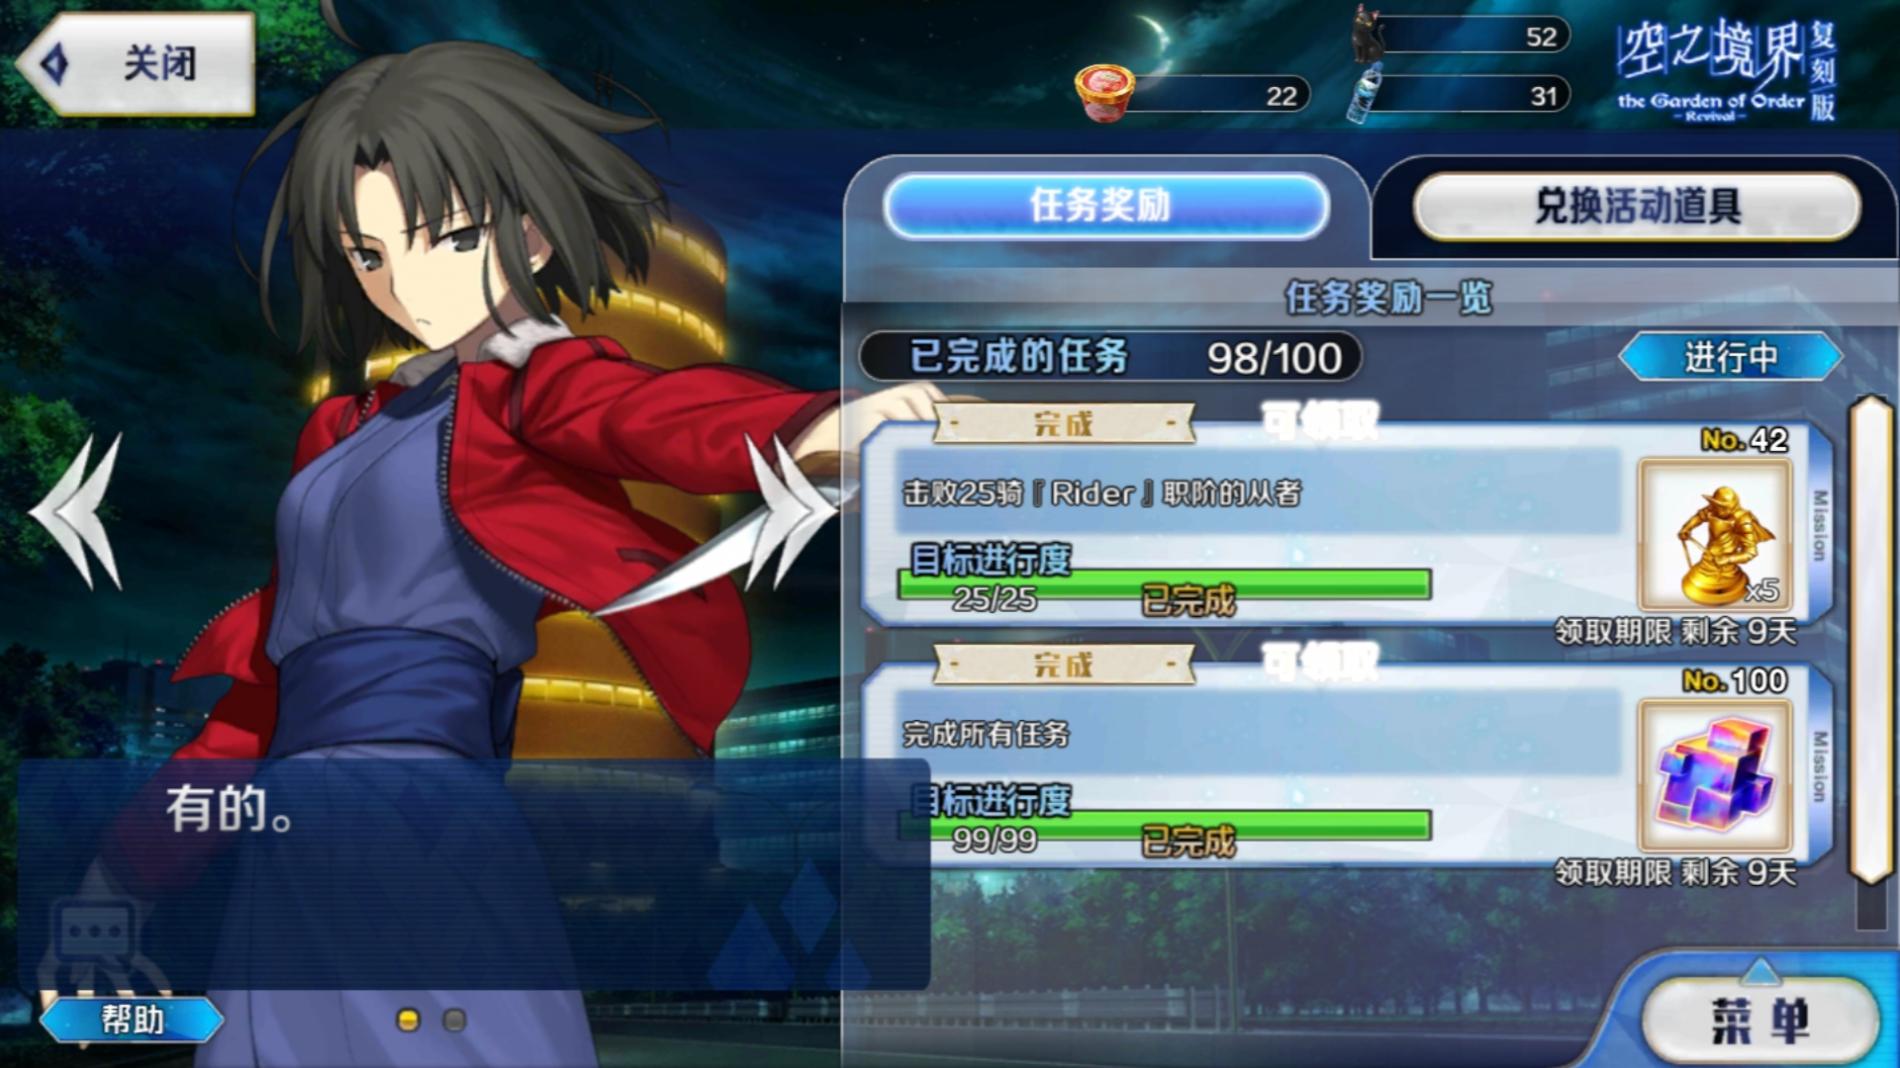 关闭
22
52
31
空之境界
复刻版
the Garden of Order
-Revival-
任务奖励
兑换活动道具
任务奖励一览
已完成的任务 98/100
进行中
完成
可领取
No.42
击败25骑『Rider』职阶的从者
目标进行度
25/25
已完成
x5
Mission
领取期限 剩余 9天
完成
可领取
No.100
完成所有任务
目标进行度
99/99
已完成
Mission
领取期限 剩余 9天
有的。
帮助
菜单